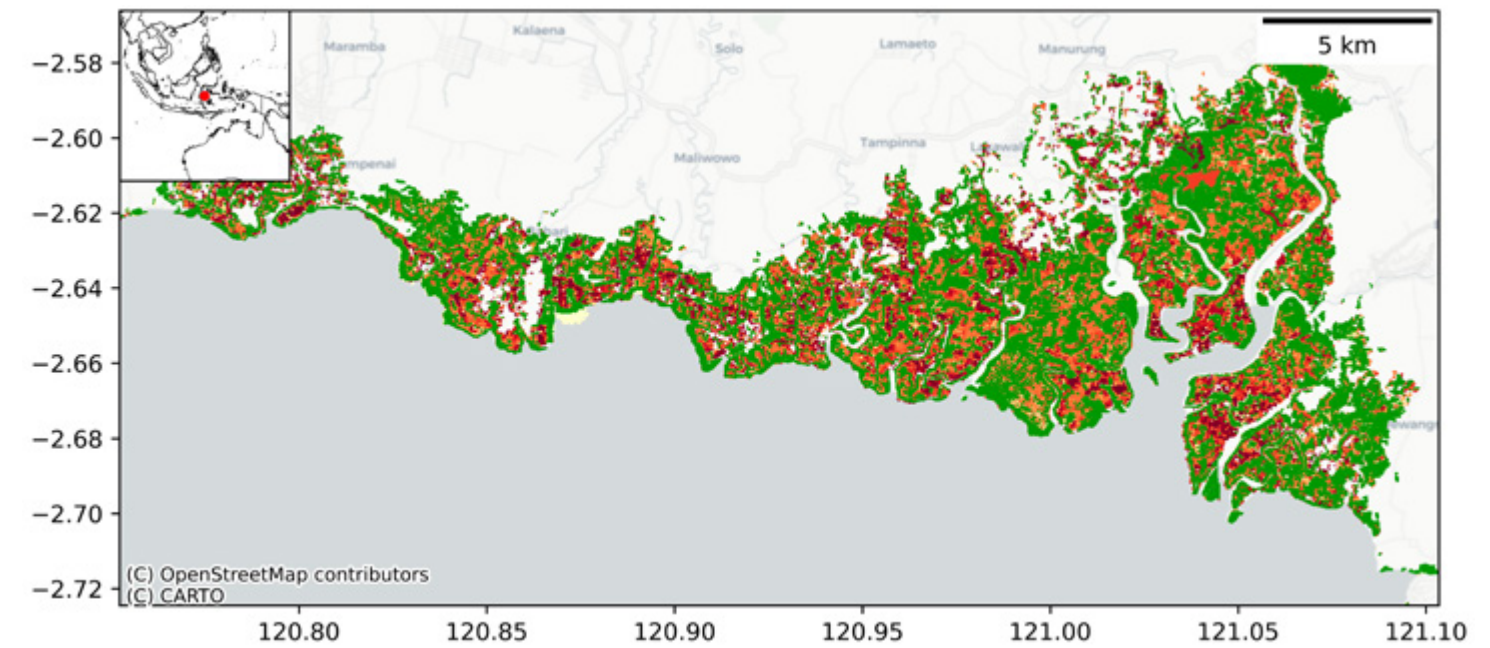 Kalaena
Maramba
Solo
Lamaeto
Manurung
5 km
−2.58
−2.60
Tampinna
mpenai
Maliwowo
−2.62
−2.64
−2.66
−2.68
ewang
−2.70
(C) OpenStreetMap contributors
−2.72
(C) CARTO
120.80
120.85
120.90
120.95
121.00
121.05
121.10